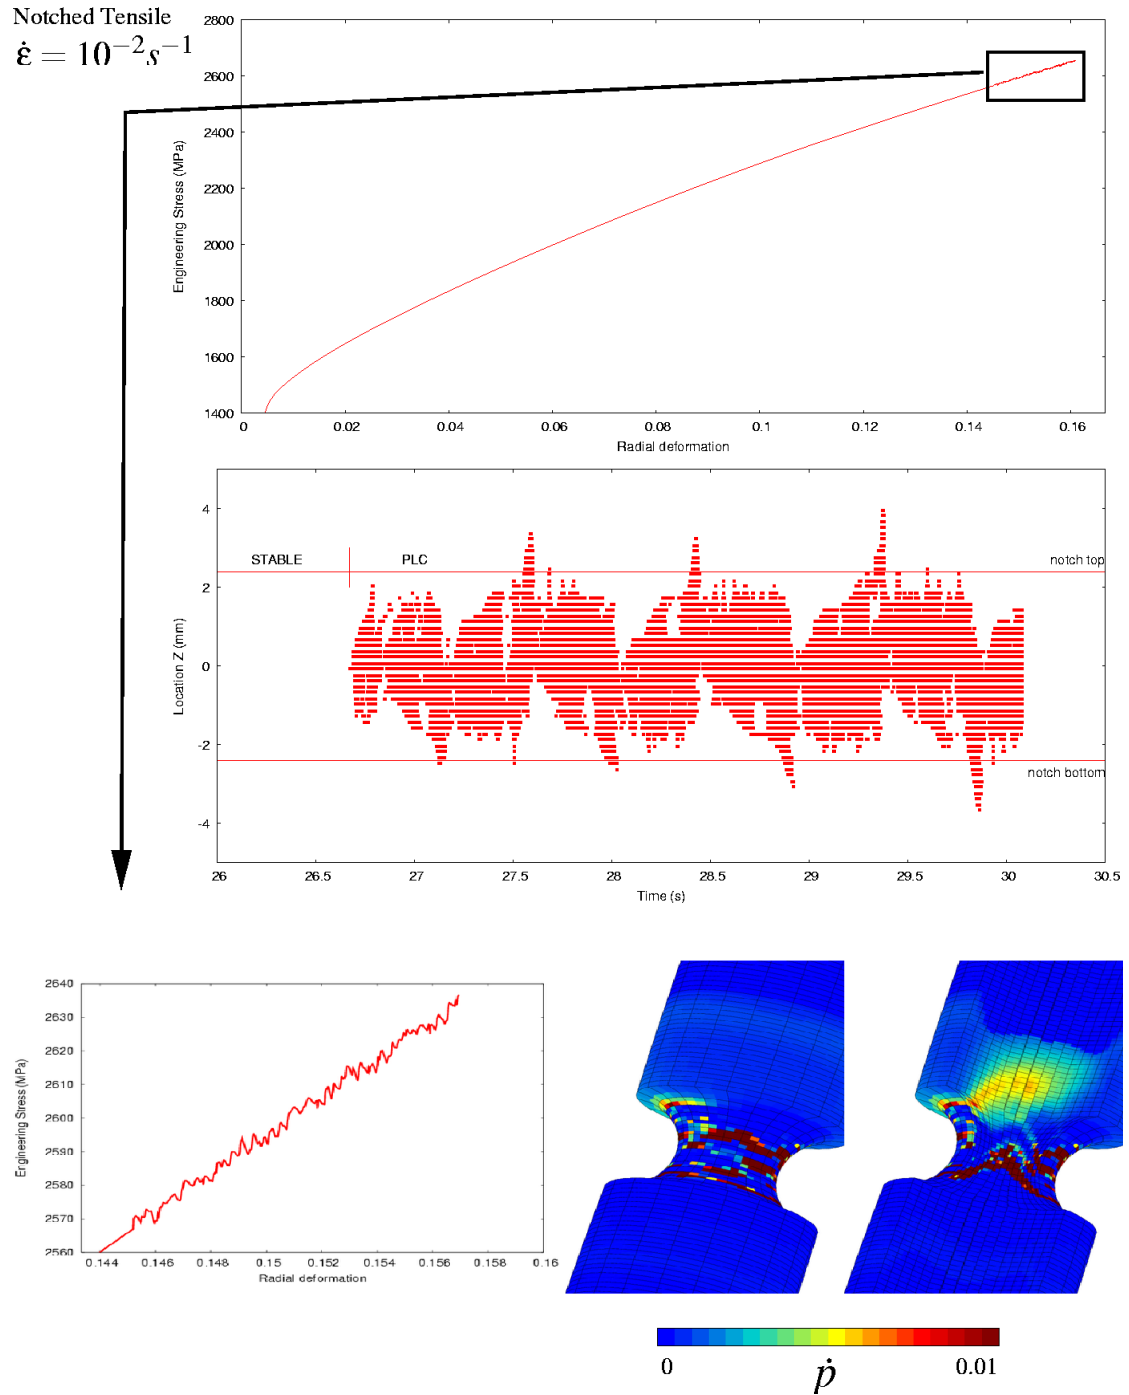 Notched Tensile
ε̇ = 10⁻²s⁻¹
2800
2600
2400
2200
2000
1800
1600
1400
Engineering Stress (MPa)
0 0.02 0.04 0.06 0.08 0.1 0.12 0.14 0.16
Radial deformation
4
2
0
-2
-4
Location Z (mm)
STABLE PLC notch top
notch bottom
26 26.5 27 27.5 28 28.5 29 29.5 30 30.5
Time (s)
2640
2630
2620
2610
2600
2590
2580
2570
2560
Engineering Stress (MPa)
0.144 0.146 0.148 0.15 0.152 0.154 0.156 0.158 0.16
Radial deformation
0 0.01
ṗ